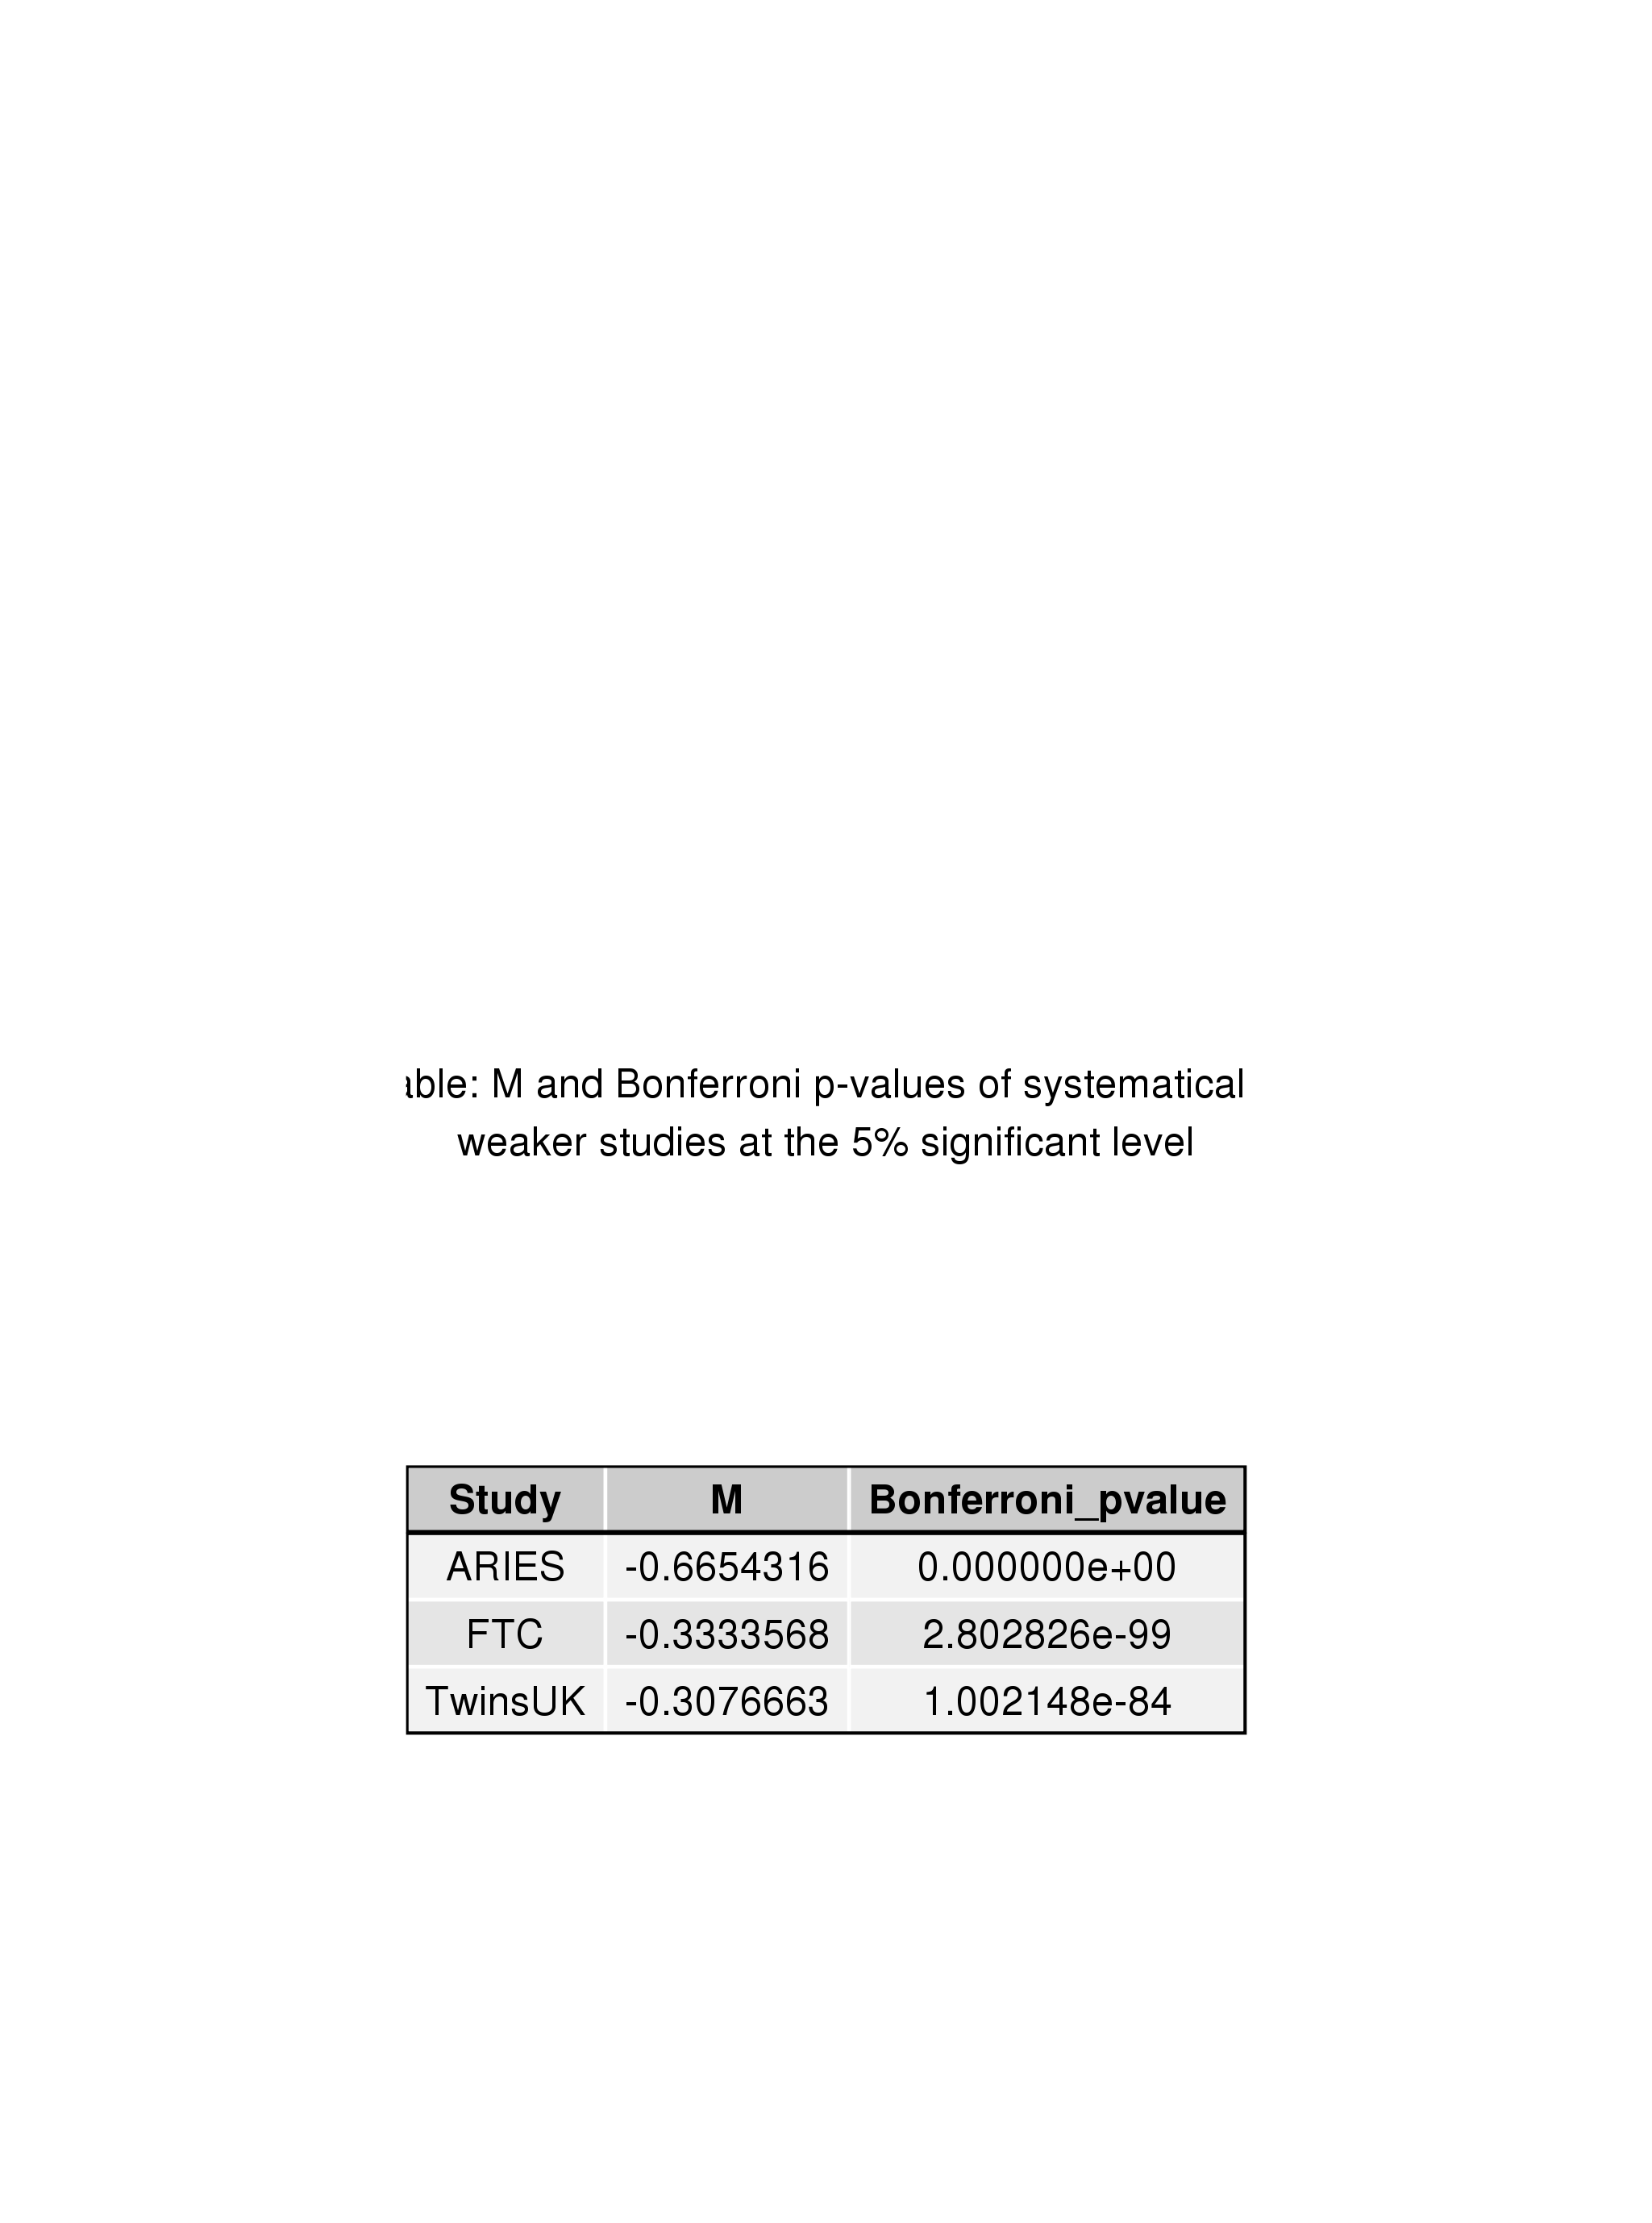 able: M and Bonferroni p-values of systematical
weaker studies at the 5% significant level
Study M Bonferroni_pvalue
ARIES -0.6654316 0.000000e+00
FTC -0.3333568 2.802826e-99
TwinsUK -0.3076663 1.002148e-84